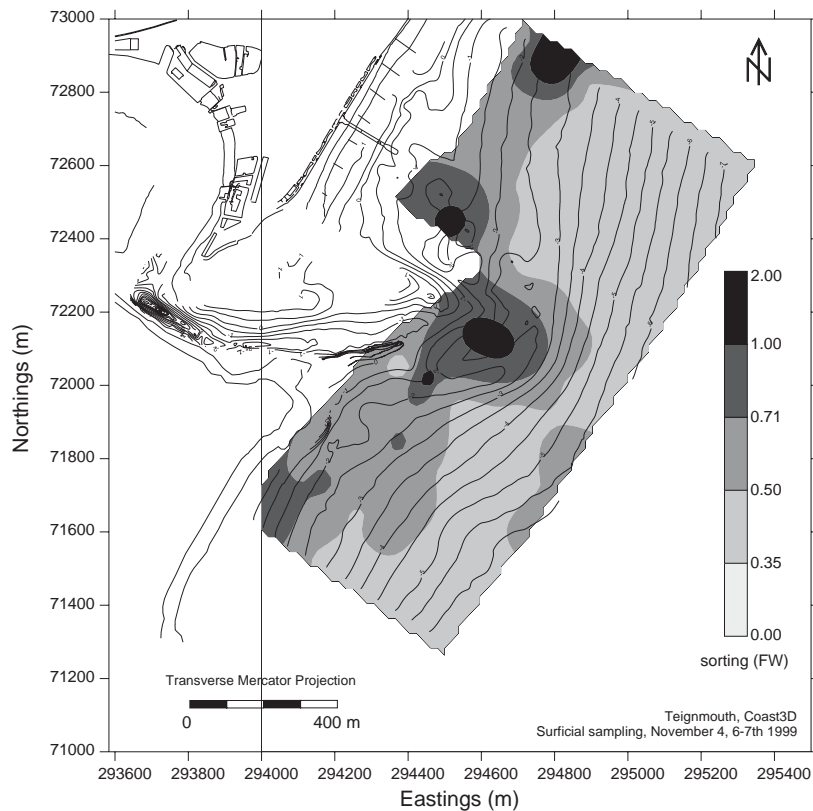 73000
72800
72600
72400
72200
72000
71800
71600
71400
71200
71000
Northings (m)
N
2.00
1.00
0.71
0.50
0.35
0.00
sorting (FW)
Transverse Mercator Projection
0 400 m
Teignmouth, Coast3D
Surficial sampling, November 4, 6-7th 1999
293600 293800 294000 294200 294400 294600 294800 295000 295200 295400
Eastings (m)